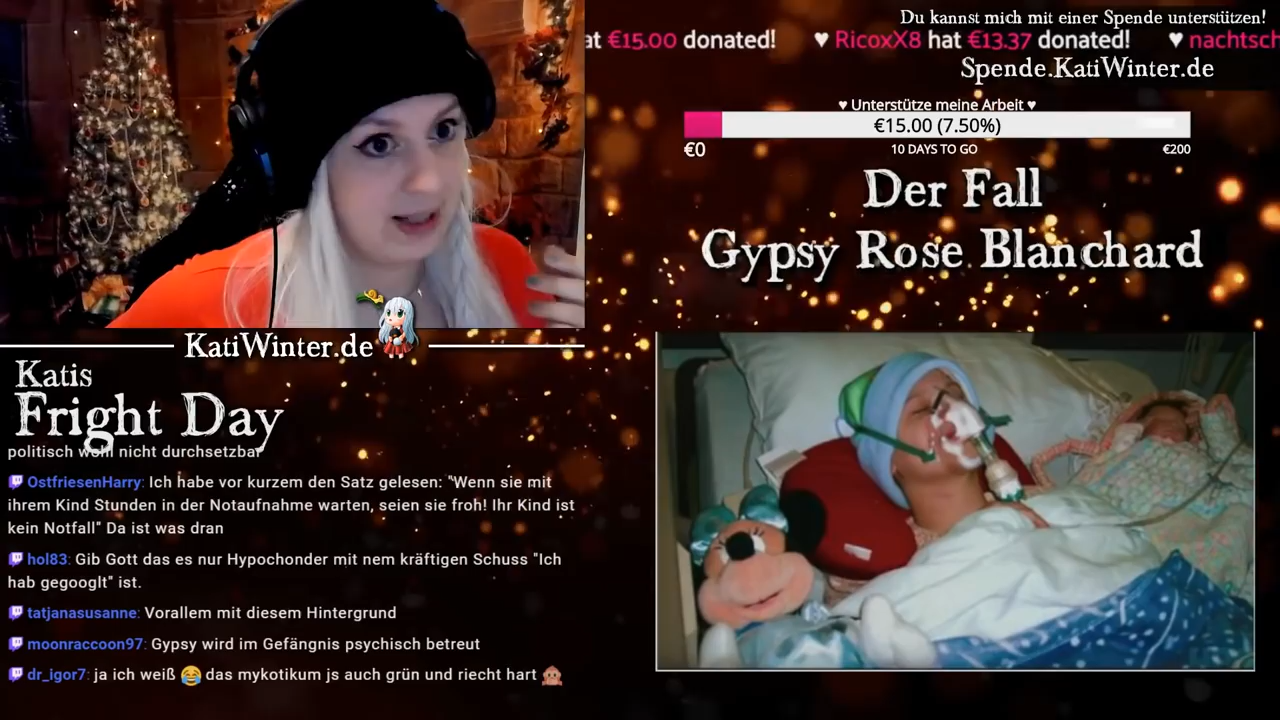 Du kannst mich mit einer Spende unterstützen!
at €15.00 donated! ♥ RicoxX8 hat €13.37 donated! ♥ nachtsch
Spende.KatiWinter.de
♥ Unterstütze meine Arbeit ♥
€15.00 (7.50%)
€0 10 DAYS TO GO €200
Der Fall
Gypsy Rose Blanchard
KatiWinter.de
Katis
Fright Day
politisch wohl nicht durchsetzbar
OstfriesenHarry: Ich habe vor kurzem den Satz gelesen: "Wenn sie mit
ihrem Kind Stunden in der Notaufnahme warten, seien sie froh! Ihr Kind ist
kein Notfall" Da ist was dran
hol83: Gib Gott das es nur Hypochonder mit nem kräftigen Schuss "Ich
hab gegooglt" ist.
tatjanasusanne: Vorallem mit diesem Hintergrund
moonraccoon97: Gypsy wird im Gefängnis psychisch betreut
dr_igor7: ja ich weiß 😂 das mykotikum js auch grün und riecht hart 🙊